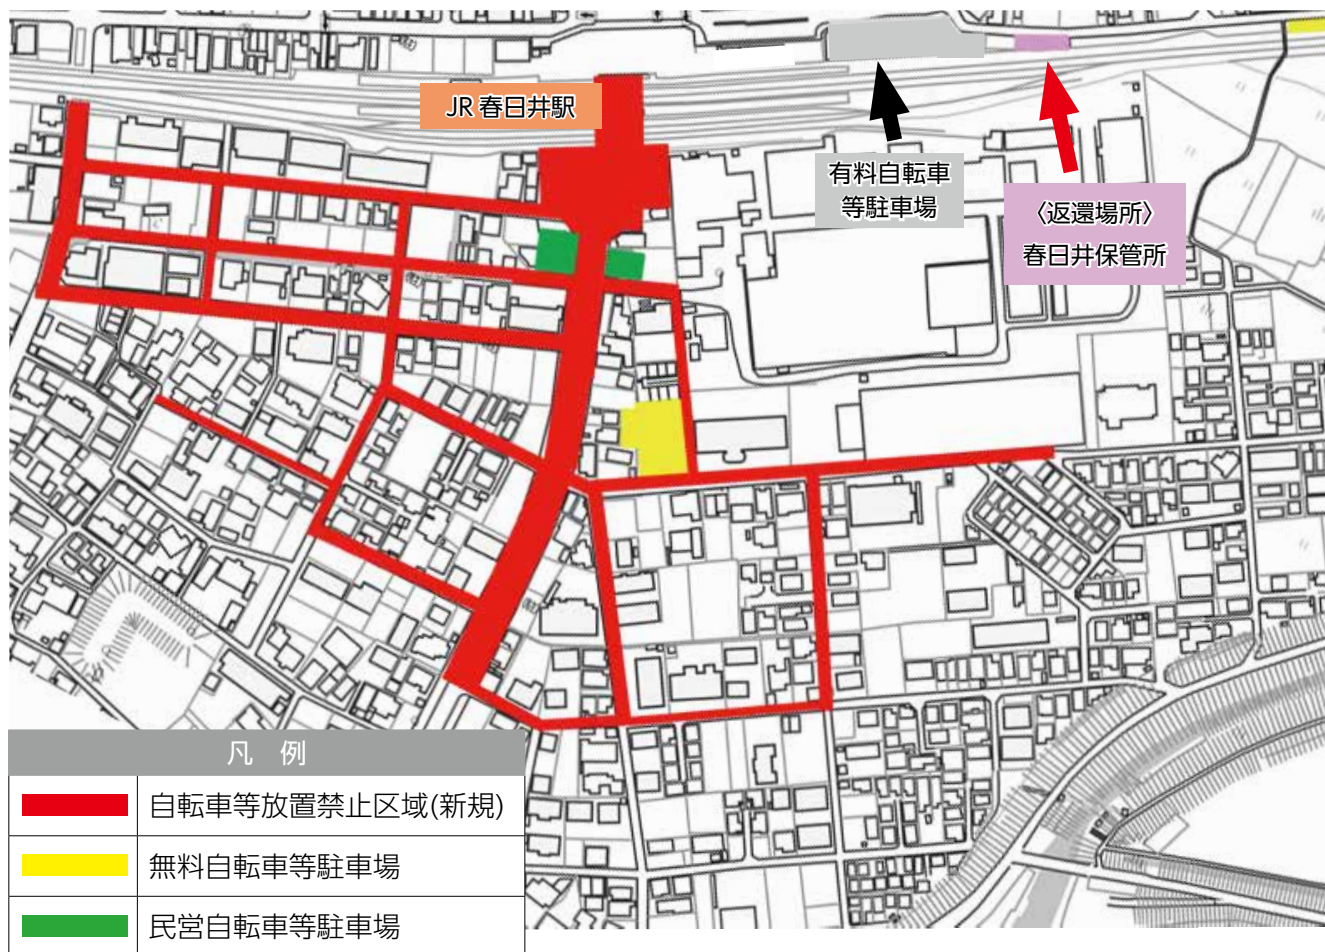 JR 春日井駅
有料自転車
等駐車場
〈返還場所〉
春日井保管所
凡 例
自転車等放置禁止区域(新規)
無料自転車等駐車場
民営自転車等駐車場